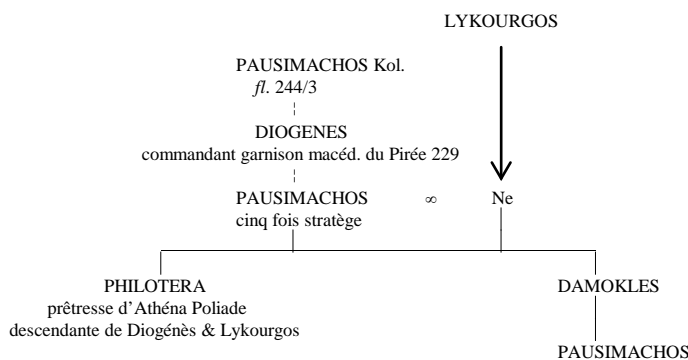 LYKOURGOS
PAUSIMACHOS Kol.
fl. 244/3
DIOGENES
commandant garnison macéd. du Pirée 229
PAUSIMACHOS ∞ Ne
cinq fois stratège
PHILOTERA DAMOKLES
prêtresse d’Athéna Poliade
descendante de Diogénès & Lykourgos
PAUSIMACHOS